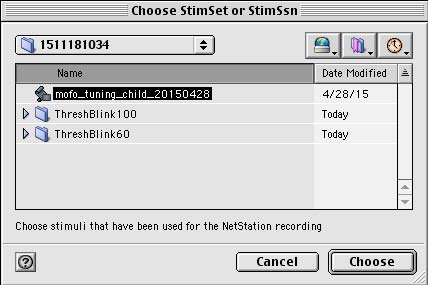 Choose StimSet or StimSsn
1511181034
Name Date Modified
mofo_tuning_child_20150428 4/28/15
ThreshBlink100 Today
ThreshBlink60 Today
Choose stimuli that have been used for the NetStation recording
?
Cancel Choose